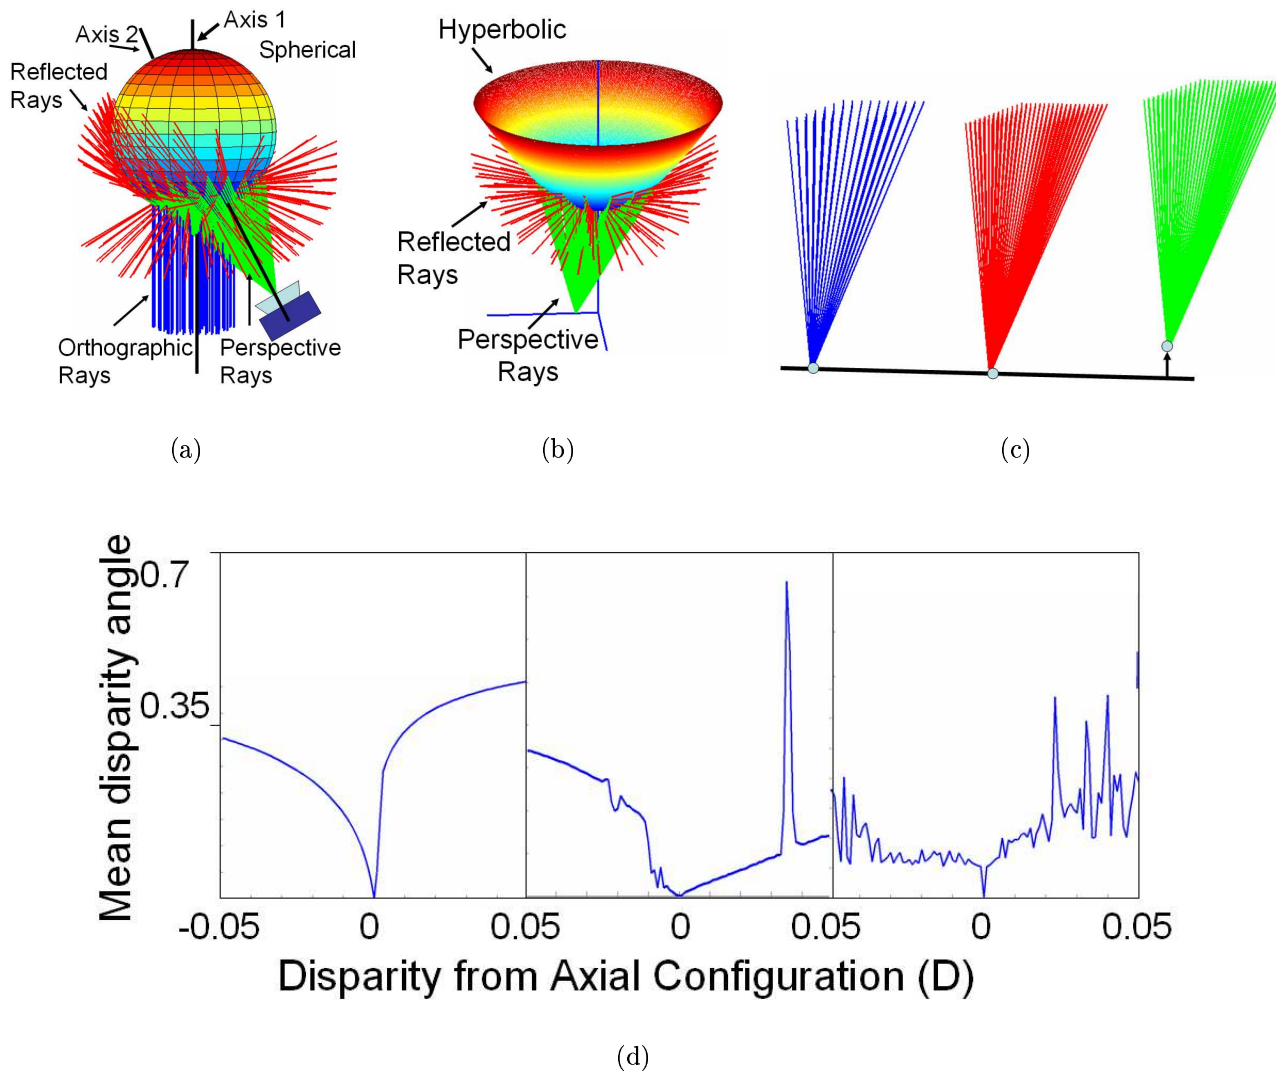 Axis 1
Axis 2
Spherical
Reflected
Rays
Orthographic
Rays
Perspective
Rays
(a)
Hyperbolic
Reflected
Rays
Perspective
Rays
(b)
(c)
Mean disparity angle
0.7
0.35
-0.05 0 0.05 0 0.05 0 0.05
Disparity from Axial Configuration (D)
(d)